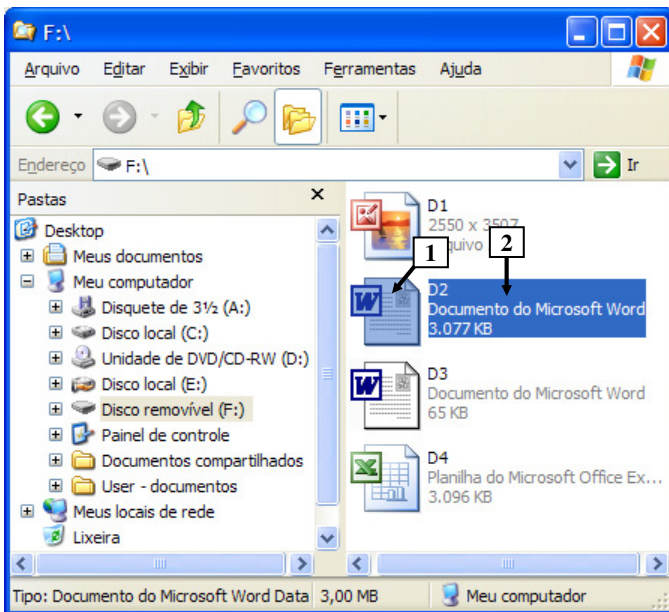 F:\
Arquivo Editar Exibir Favoritos Ferramentas Ajuda
Endereço F:\ Ir
Pastas
Desktop
Meus documentos
Meu computador
Disquete de 3½ (A:)
Disco local (C:)
Unidade de DVD/CD-RW (D:)
Disco local (E:)
Disco removível (F:)
Painel de controle
Documentos compartilhados
User - documentos
Meus locais de rede
Lixeira
D1
2550 x 3507
1
2
D2
Documento do Microsoft Word
3.077 KB
D3
Documento do Microsoft Word
65 KB
D4
Planilha do Microsoft Office Ex...
3.096 KB
Tipo: Documento do Microsoft Word Data 3,00 MB Meu computador